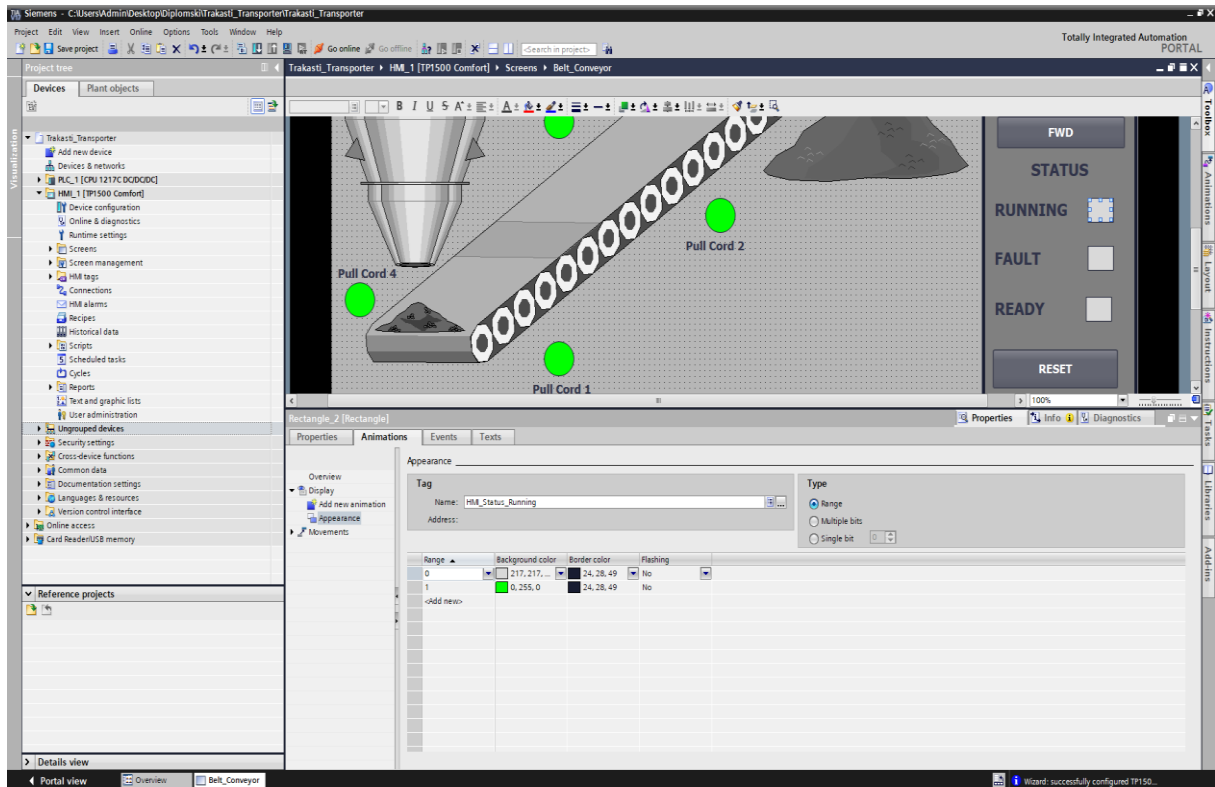 Siemens - C:\Users\Admin\Desktop\Diplomski\Trakasti_Transporter\Trakasti_Transporter
Project Edit View Insert Online Options Tools Window Help
Totally Integrated Automation
PORTAL
Save project Go online Go offline <Search in project>
Project tree
Trakasti_Transporter HMI_1 [TP1500 Comfort] Screens Belt_Conveyor
Devices Plant objects
Visualization
Trakasti_Transporter
Add new device
Devices & networks
PLC_1 [CPU 1217C DC/DC/DC]
HMI_1 [TP1500 Comfort]
Device configuration
Online & diagnostics
Runtime settings
Screens
Screen management
HMI tags
Connections
HMI alarms
Recipes
Historical data
Scripts
Scheduled tasks
Cycles
Reports
Text and graphic lists
User administration
Ungrouped devices
Security settings
Cross-device functions
Common data
Documentation settings
Languages & resources
Version control interface
Online access
Card Reader/USB memory
Reference projects
Details view
B I U S A
FWD
STATUS
RUNNING
Pull Cord 2
FAULT
Pull Cord 4
READY
RESET
Pull Cord 1
100%
Rectangle_2 [Rectangle]
Properties Info Diagnostics
Properties Animations Events Texts
Appearance
Overview
Display
Add new animation
Appearance
Movements
Tag
Name: HMI_Status_Running
Address:
Type
Range
Multiple bits
Single bit 0
Range Background color Border color Flashing
0 217, 217, ... 24, 28, 49 No
1 0, 255, 0 24, 28, 49 No
<Add new>
Toolbox
Animations
Layout
Instructions
Tasks
Libraries
Add-ins
Portal view Overview Belt_Conveyor
Wizard: successfully configured TP150...